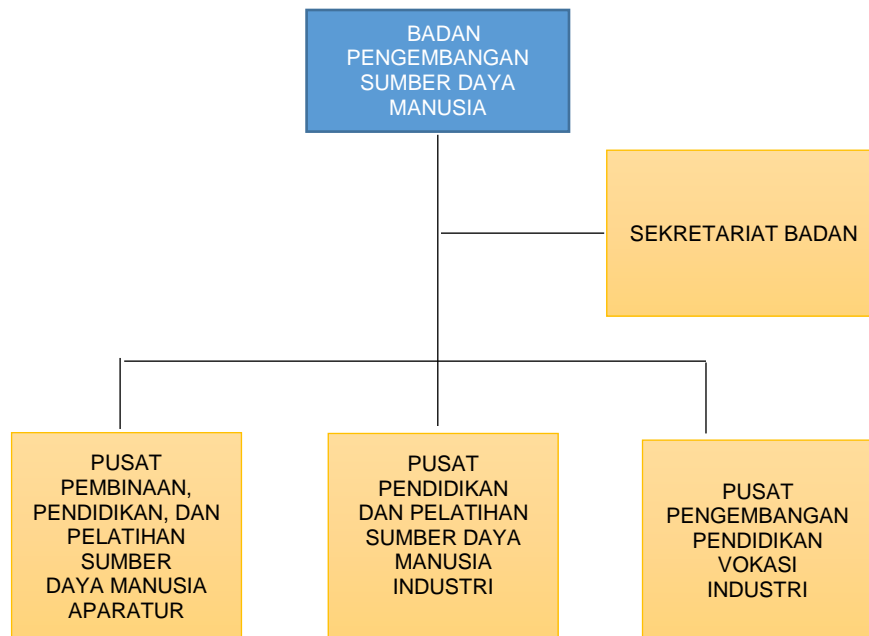 BADAN
PENGEMBANGAN
SUMBER DAYA
MANUSIA
SEKRETARIAT BADAN
PUSAT
PEMBINAAN,
PENDIDIKAN, DAN
PELATIHAN
SUMBER
DAYA MANUSIA
APARATUR
PUSAT
PENDIDIKAN
DAN PELATIHAN
SUMBER DAYA
MANUSIA
INDUSTRI
PUSAT
PENGEMBANGAN
PENDIDIKAN
VOKASI
INDUSTRI